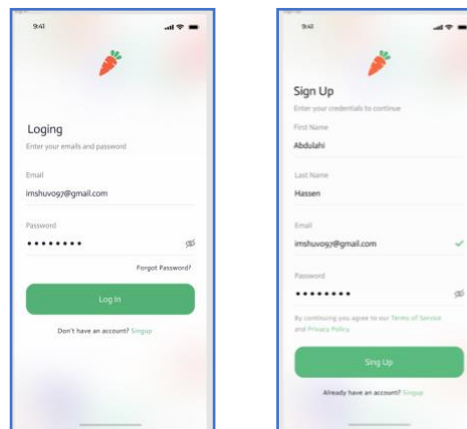 9:41
Loging
Enter your emails and password
Email
imshuvo97@gmail.com
Password
Forgot Password?
Log In
Don't have an account? Singup
9:41
Sign Up
Enter your credentials to continue
First Name
Abdulahi
Last Name
Hassen
Email
imshuvo97@gmail.com
Password
By continuing you agree to our Terms of Service
and Privacy Policy.
Sing Up
Already have an account? Singup